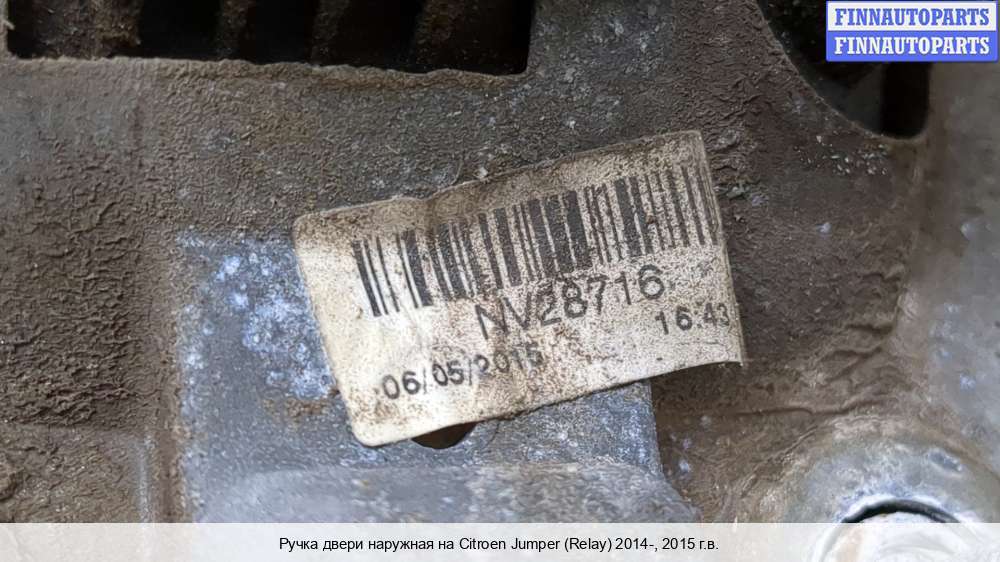 FINNAUTOPARTS
FINNAUTOPARTS
NV28716
06/05/2015 16:43
Ручка двери наружная на Citroen Jumper (Relay) 2014-, 2015 г.в.